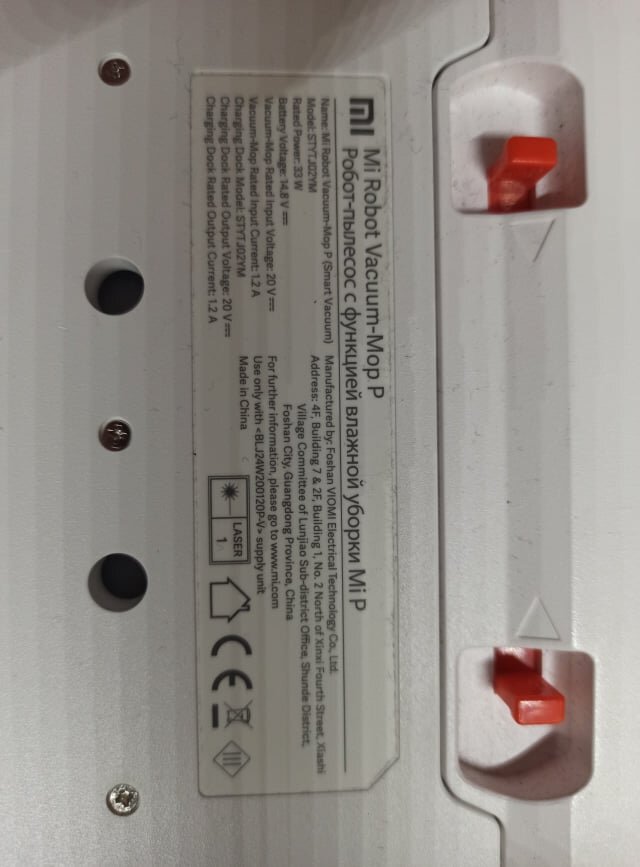 mi Mi Robot Vacuum-Mop P
Робот-пылесос с функцией влажной уборки Mi P
Name: Mi Robot Vacuum-Mop P (Smart Vacuum)
Model: STYTJ02YM
Rated Power: 33 W
Battery Voltage: 14.8 V ⎓
Vacuum-Mop Rated Input Voltage: 20 V ⎓
Vacuum-Mop Rated Input Current: 1.2 A
Charging Dock Model: STYTJ02YM
Charging Dock Rated Output Voltage: 20 V ⎓
Charging Dock Rated Output Current: 1.2 A
Manufactured by: Foshan VIOMI Electrical Technology Co., Ltd.
Address: 4F, Building 7 & 2F, Building 1, No. 2 North of Xinxi Fourth Street, Xiashi
Village Committee of Lunjiao Sub-district Office, Shunde District,
Foshan City, Guangdong Province, China
For further information, please go to www.mi.com
Use only with <BLJ24W200120P-V> supply unit
Made in China
LASER
1
CE